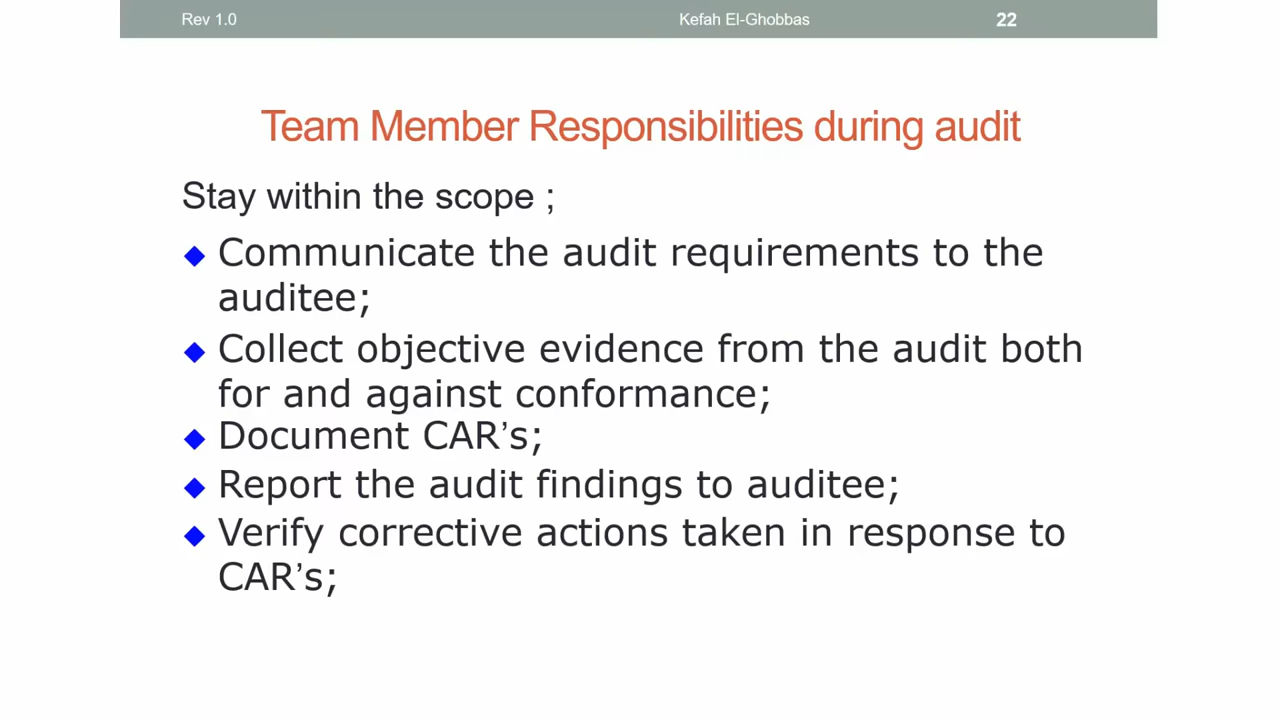 Rev 1.0 Kefah El-Ghobbas 22
Team Member Responsibilities during audit
Stay within the scope ;
◆ Communicate the audit requirements to the
auditee;
◆ Collect objective evidence from the audit both
for and against conformance;
◆ Document CAR’s;
◆ Report the audit findings to auditee;
◆ Verify corrective actions taken in response to
CAR’s;